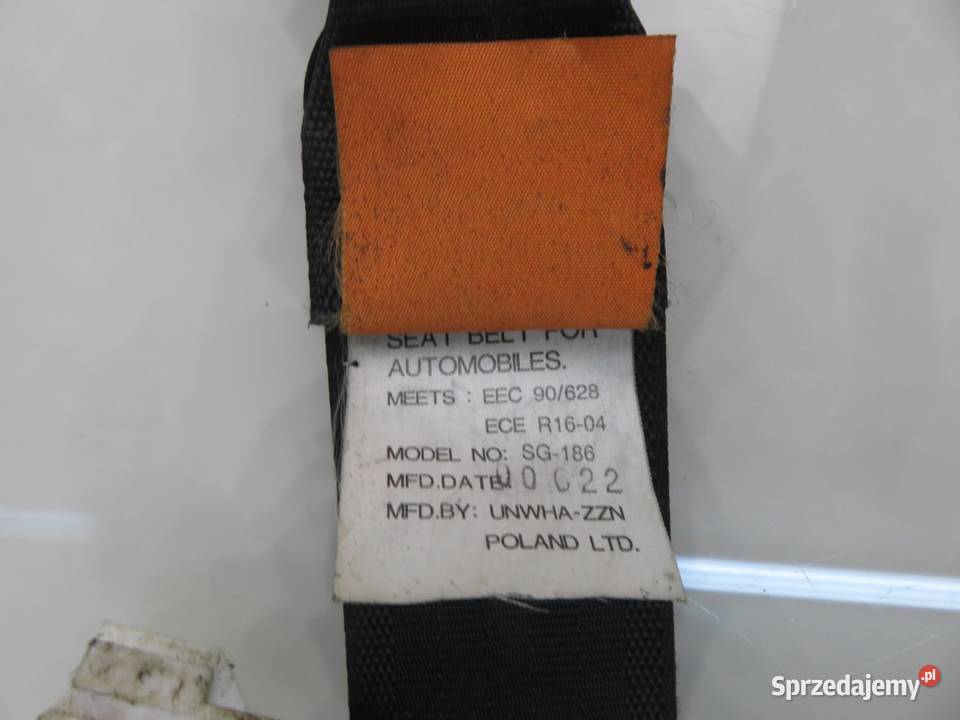 SEAT BELT FOR
AUTOMOBILES.
MEETS : EEC 90/628
ECE R16-04
MODEL NO: SG-186
MFD.DATE
MFD.BY: UNWHA-ZZN
POLAND LTD.
Sprzedajemy.pl